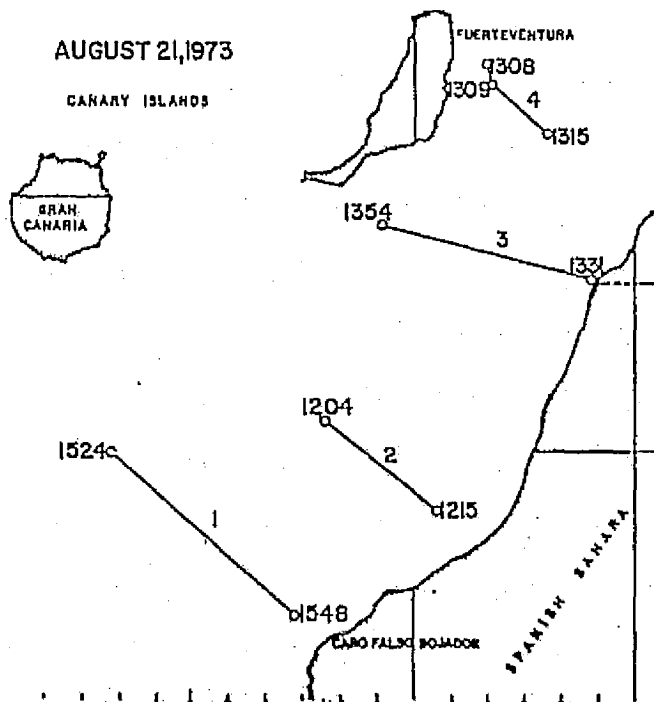 AUGUST 21,1973
CANARY ISLANDS
FUERTEVENTURA
1308
1309
4
1315
GRAN
CANARIA
1354
3
1331
1204
1524
2
1215
1
1548
CABO FALSO BOJADOR
SPANISH SAHARA